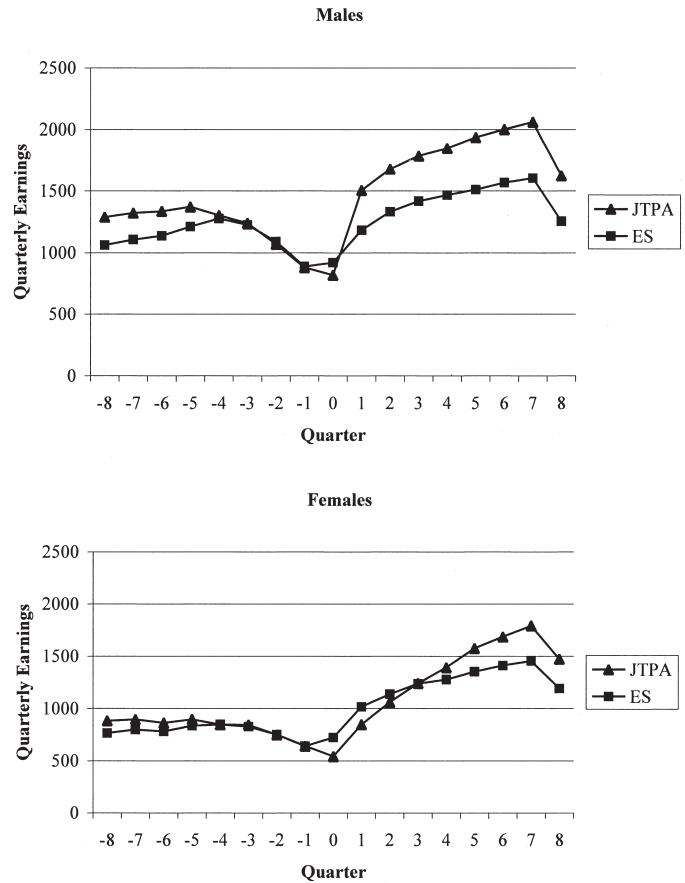 Males
2500
2000
1500
1000
500
0
Quarterly Earnings
-8 -7 -6 -5 -4 -3 -2 -1 0 1 2 3 4 5 6 7 8
Quarter
JTPA
ES
Females
2500
2000
1500
1000
500
0
Quarterly Earnings
-8 -7 -6 -5 -4 -3 -2 -1 0 1 2 3 4 5 6 7 8
Quarter
JTPA
ES